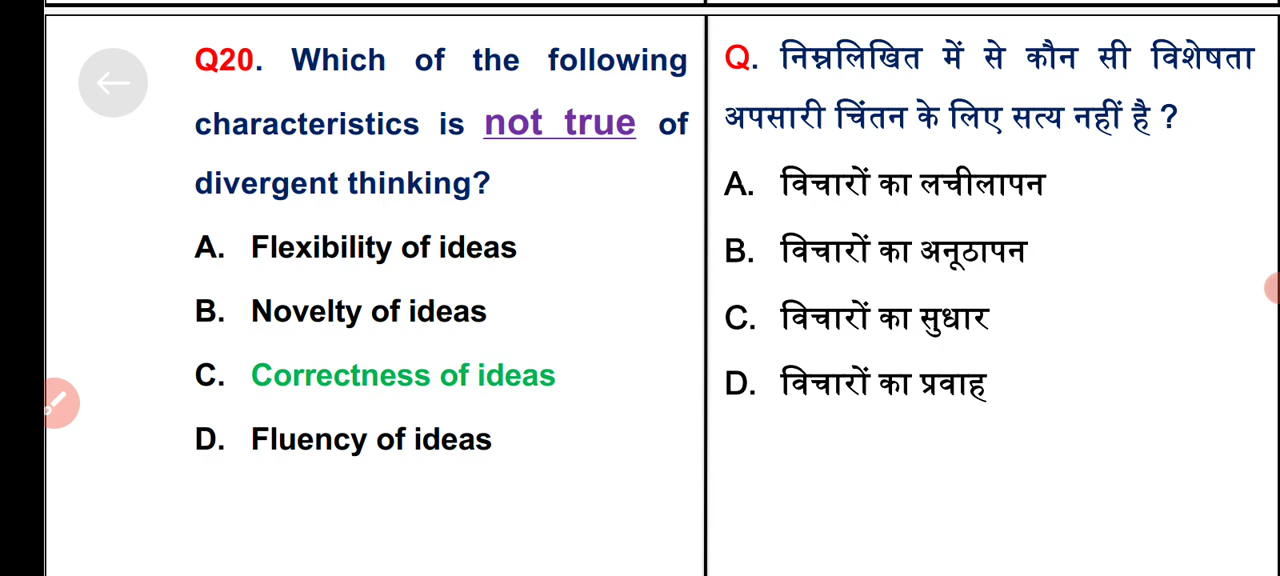 Q20. Which of the following
characteristics is not true of
divergent thinking?
A. Flexibility of ideas
B. Novelty of ideas
C. Correctness of ideas
D. Fluency of ideas
Q. निम्नलिखित में से कौन सी विशेषता
अपसारी चिंतन के लिए सत्य नहीं है ?
A. विचारों का लचीलापन
B. विचारों का अनूठापन
C. विचारों का सुधार
D. विचारों का प्रवाह